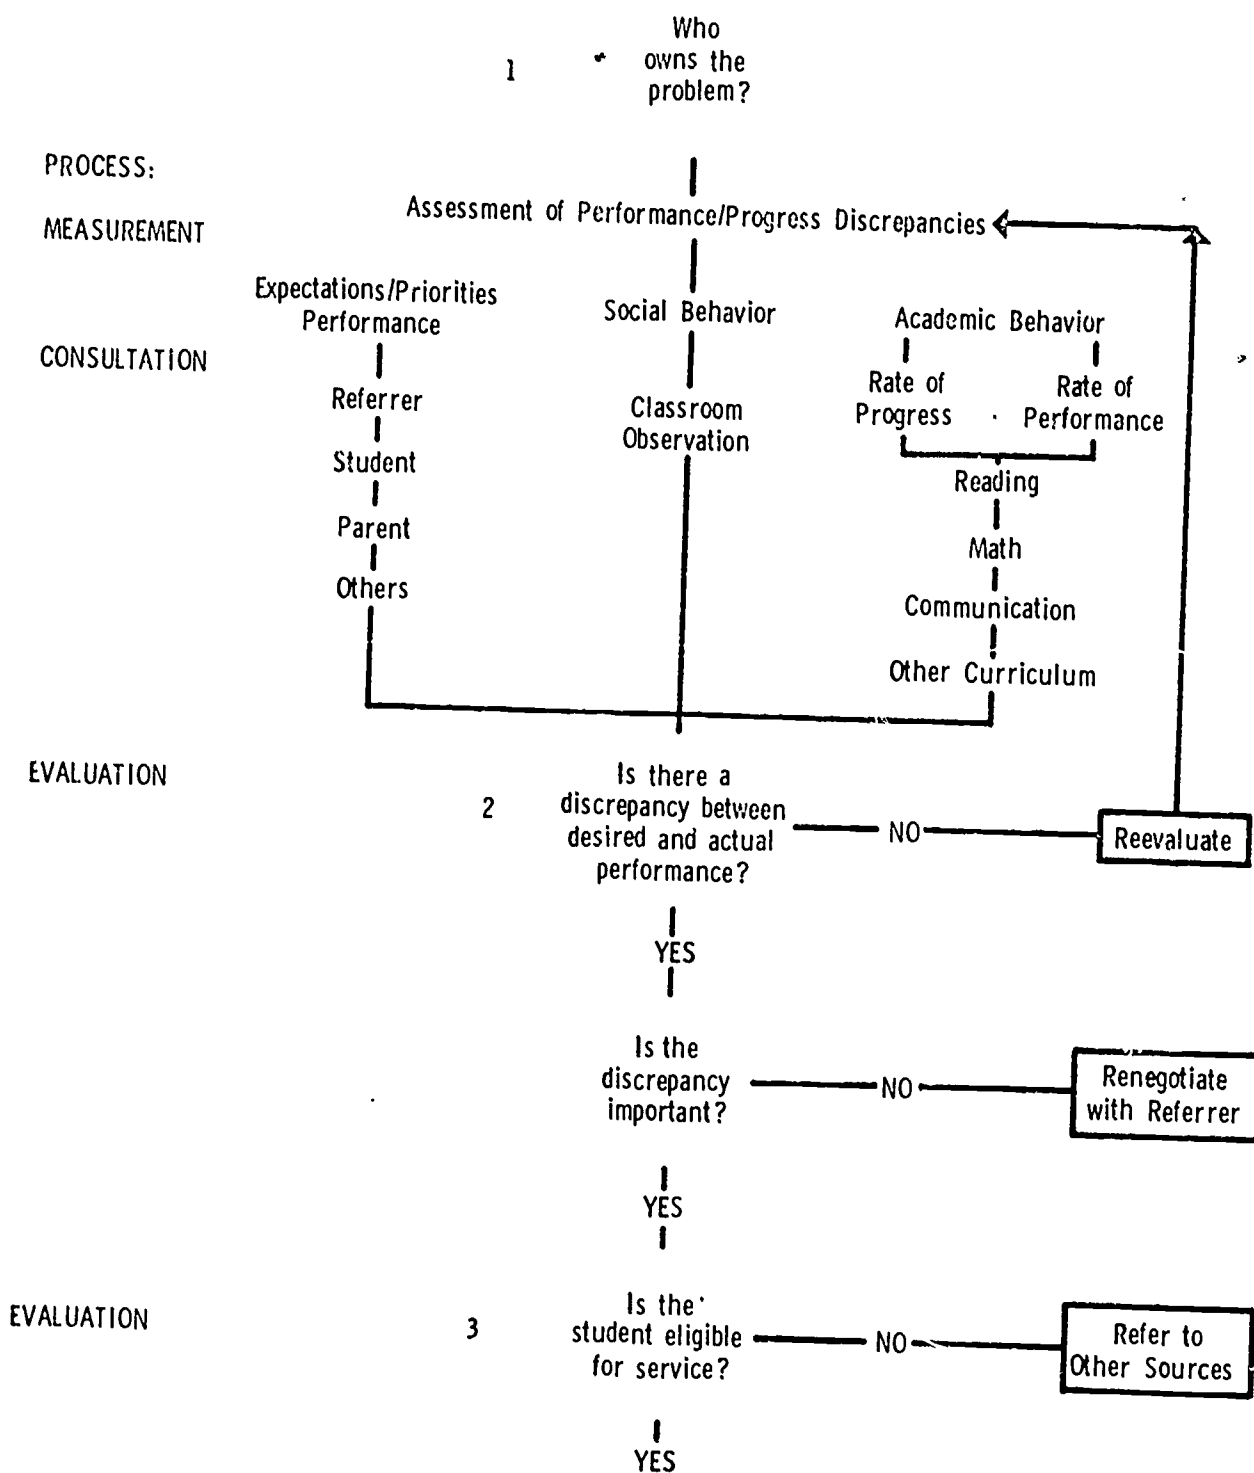 Who
1 owns the
problem?
PROCESS:
MEASUREMENT
Assessment of Performance/Progress Discrepancies
Expectations/Priorities
Performance
Social Behavior
Academic Behavior
CONSULTATION
Referrer
Student
Parent
Others
Classroom
Observation
Rate of
Progress
Rate of
Performance
Reading
Math
Communication
Other Curriculum
EVALUATION
2
Is there a
discrepancy between
desired and actual
performance?
NO
Reevaluate
YES
Is the
discrepancy
important?
NO
Renegotiate
with Referrer
YES
EVALUATION
3
Is the
student eligible
for service?
NO
Refer to
Other Sources
YES